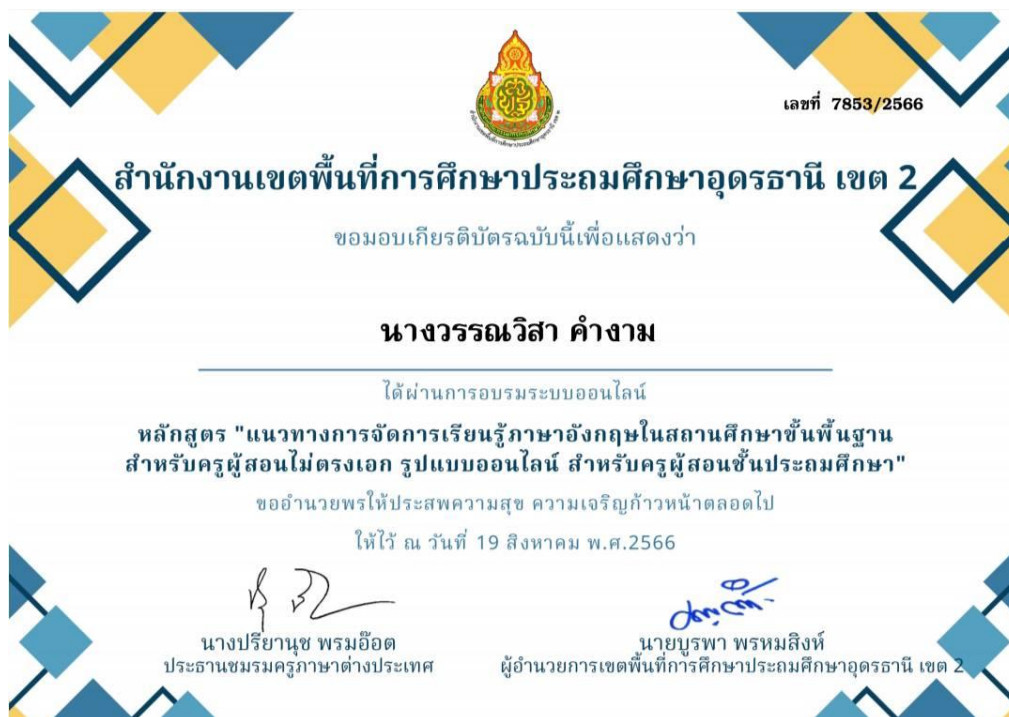 เลขที่ 7853/2566
สำนักงานเขตพื้นที่การศึกษาประถมศึกษาอุดรธานี เขต 2
ขอมอบเกียรติบัตรฉบับนี้เพื่อแสดงว่า
นางวรรณวิสา คำงาม
ได้ผ่านการอบรมระบบออนไลน์
หลักสูตร "แนวทางการจัดการเรียนรู้ภาษาอังกฤษในสถานศึกษาขั้นพื้นฐาน
สำหรับครูผู้สอนไม่ตรงเอก รูปแบบออนไลน์ สำหรับครูผู้สอนชั้นประถมศึกษา"
ขออำนวยพรให้ประสพความสุข ความเจริญก้าวหน้าตลอดไป
ให้ไว้ ณ วันที่ 19 สิงหาคม พ.ศ.2566
นางปรียานุช พรมอ๊อต
ประธานชมรมครูภาษาต่างประเทศ
นายบูรพา พรหมสิงห์
ผู้อำนวยการเขตพื้นที่การศึกษาประถมศึกษาอุดรธานี เขต 2